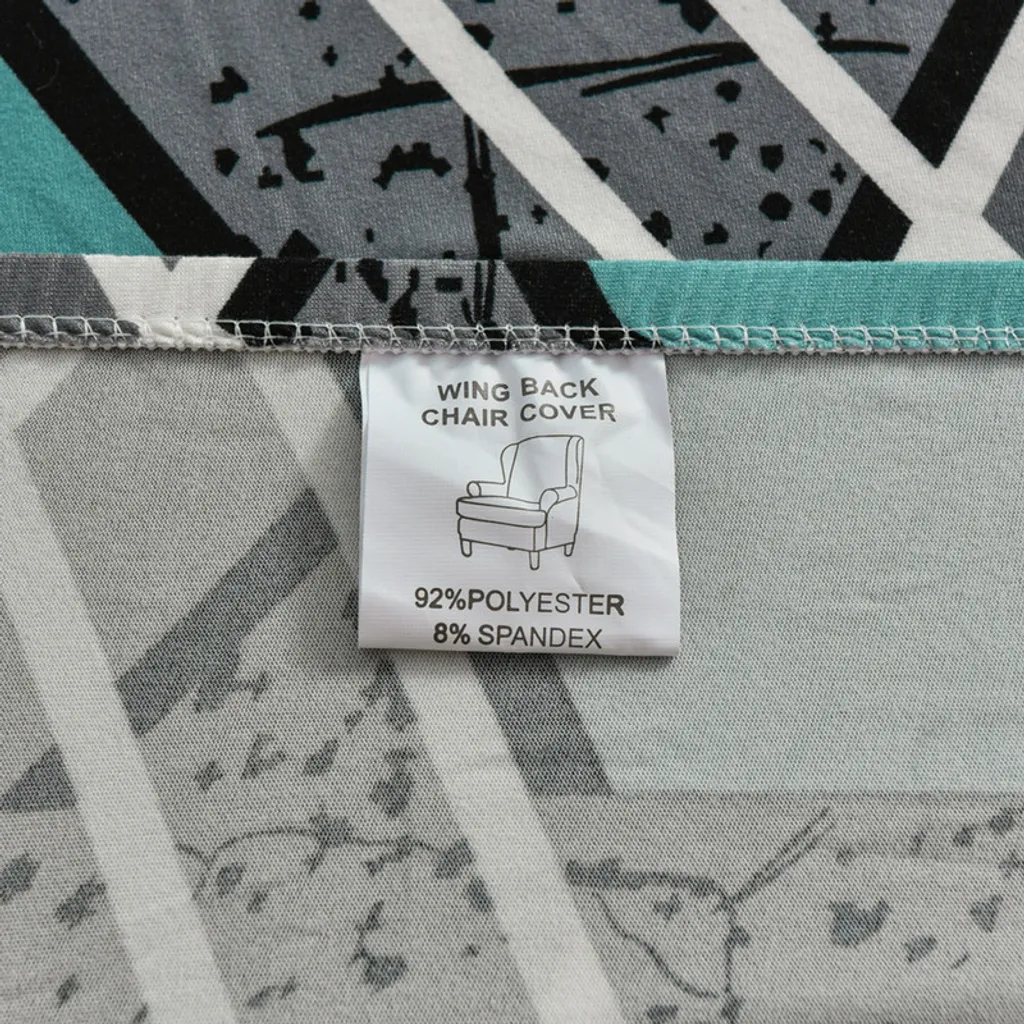 WING BACK
CHAIR COVER
92%POLYESTER
8% SPANDEX